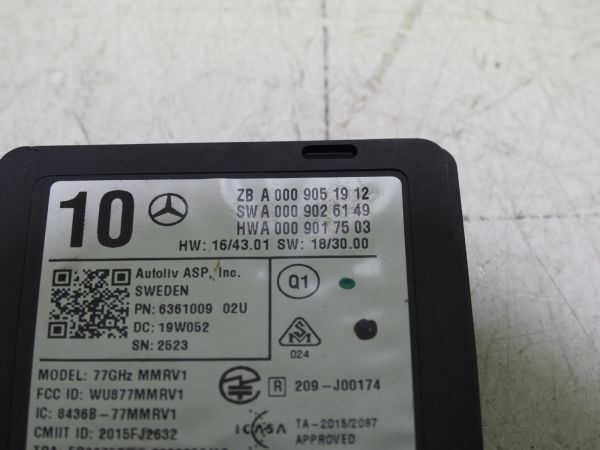 10
ZB A 000 905 19 12
SW A 000 902 61 49
HW A 000 901 75 03
HW: 16/43.01 SW: 18/30.00
Autoliv ASP, Inc.
SWEDEN
PN: 6361009 02U
DC: 19W052
SN: 2523
Q1
024
MODEL: 77GHz MMRV1
FCC ID: WU877MMRV1
IC: 8436B-77MMRV1
CMIIT ID: 2015FJ2632
R 209-J00174
ICASA
TA-2015/2087
APPROVED